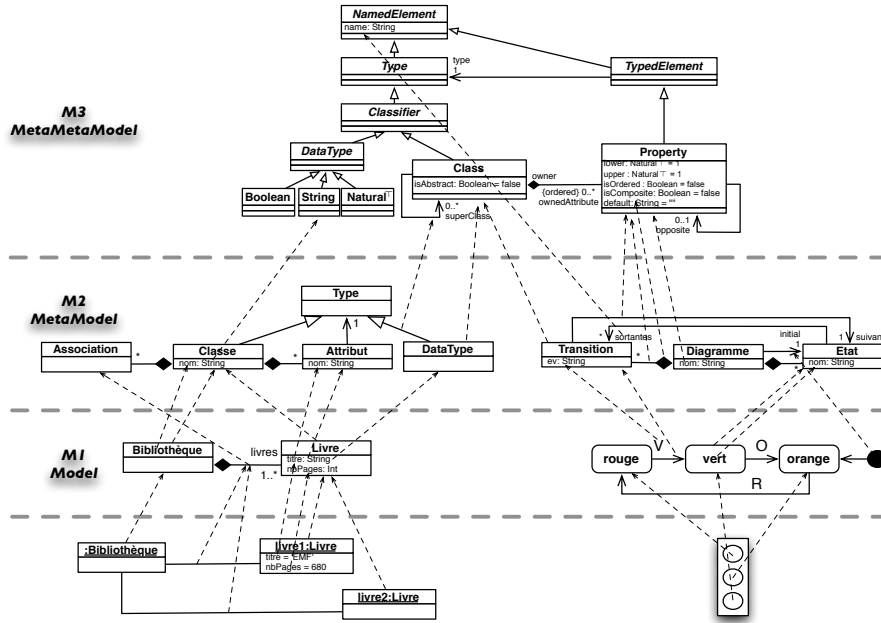 NamedElement
name: String
Type
type
1
TypedElement
M3
MetaMetaModel
Classifier
DataType
Boolean
String
Natural⊤
Class
isAbstract: Boolean = false
0..*
superClass
owner
{ordered} 0..*
ownedAttribute
Property
lower: Natural⊤ = 1
upper : Natural⊤ = 1
isOrdered : Boolean = false
isComposite: Boolean = false
default: String = ""
0..1
opposite
M2
MetaModel
Type
1
Association
*
Classe
nom: String
*
Attribut
nom: String
DataType
*
sortantes
Transition
ev: String
*
Diagramme
nom: String
initial
1
*
*
1
suivant
Etat
nom: String
M1
Model
Bibliothèque
livres
1..*
Livre
titre: String
nbPages: Int
rouge
V
vert
O
orange
R
:Bibliothèque
livre1:Livre
titre = 'EMF'
nbPages = 680
livre2:Livre